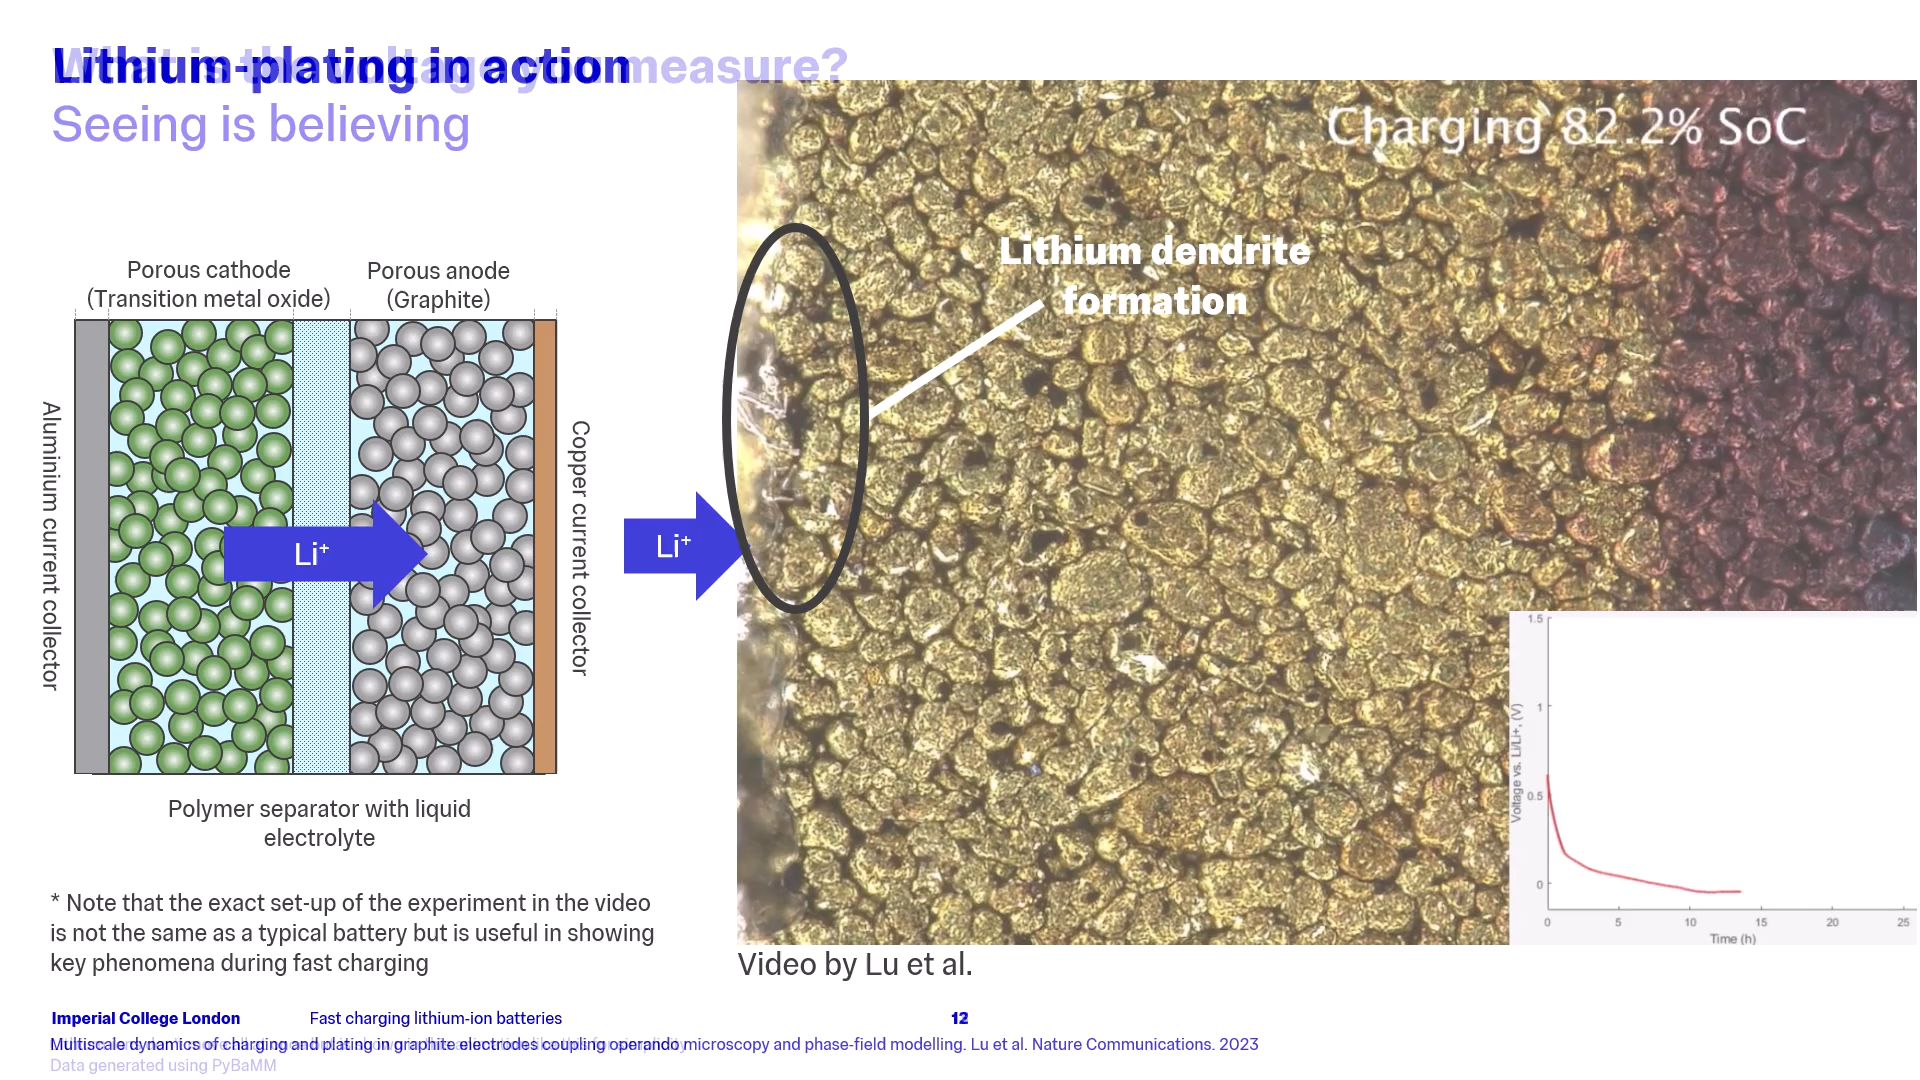 Lithium-plating in action
What is the voltage you measure?
Seeing is believing
Charging 82.2% SoC
Lithium dendrite
formation
Porous cathode
(Transition metal oxide)
Porous anode
(Graphite)
Aluminium current collector
Copper current collector
Li⁺
Li⁺
Polymer separator with liquid
electrolyte
1.5
1
0.5
0
Voltage vs. Li/Li+, (V)
0 5 10 15 20 25
Time (h)
* Note that the exact set-up of the experiment in the video
is not the same as a typical battery but is useful in showing
key phenomena during fast charging
Video by Lu et al.
Imperial College London Fast charging lithium-ion batteries 12
Multiscale dynamics of charging and plating in graphite electrodes coupling operando microscopy and phase-field modelling. Lu et al. Nature Communications. 2023
Data generated using PyBaMM